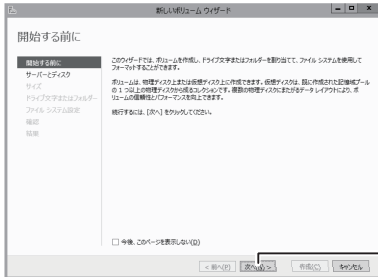 新しいボリューム ウィザード
開始する前に
開始する前に
サーバーとディスク
サイズ
ドライブ文字またはフォルダー
ファイル システム設定
確認
結果
このウィザードでは、ボリュームを作成し、ドライブ文字またはフォルダーを割り当てて、ファイル システムを使用して
フォーマットすることができます。
ボリュームは、物理ディスク上または仮想ディスク上に作成できます。仮想ディスクは、既に作成された記憶域プール
の 1 つ以上の物理ディスクから成るコレクションです。複数の物理ディスクにまたがるデータ レイアウトにより、ボ
リュームの信頼性とパフォーマンスを向上できます。
続行するには、[次へ] をクリックしてください。
今後、このページを表示しない(D)
< 前へ(P)
次へ(N) >
作成(C)
キャンセル